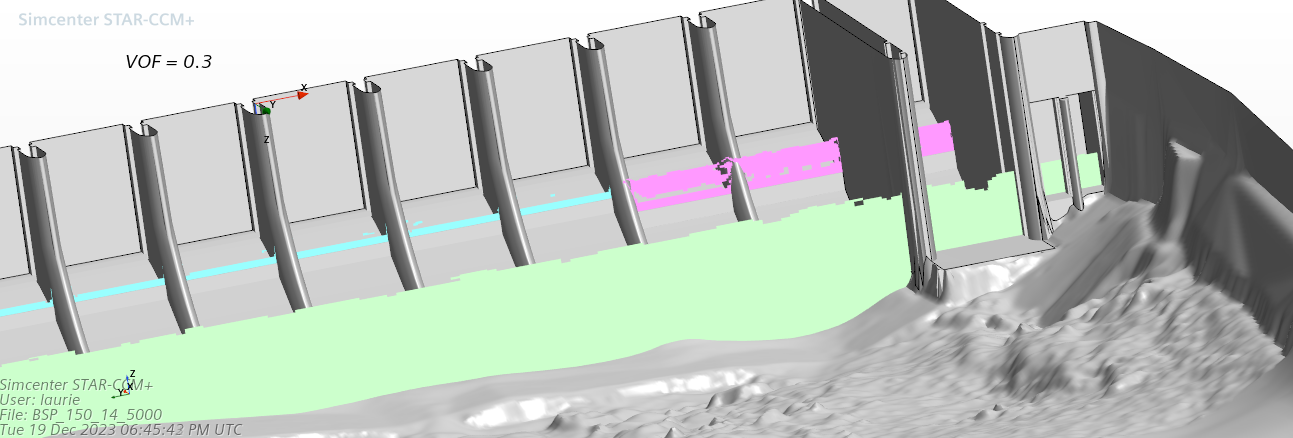 Simcenter STAR-CCM+
VOF = 0.3
X
Y
Z
Z
X
Y
Simcenter STAR-CCM+
User: laurie
File: BSP_150_14_5000
Tue 19 Dec 2023 06:45:43 PM UTC